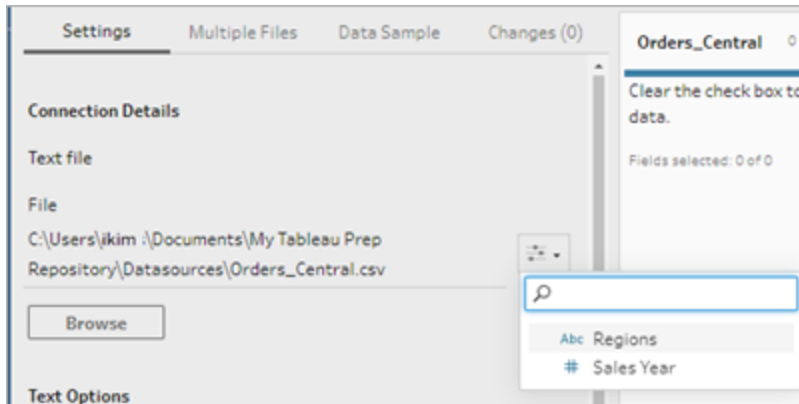 Settings
Multiple Files
Data Sample
Changes (0)
Connection Details
Text file
File
C:\Users\ikim :\Documents\My Tableau Prep
Repository\Datasources\Orders_Central.csv
Browse
Text Options
Orders_Central 0
Clear the check box to
data.
Fields selected: 0 of 0
Abc Regions
# Sales Year